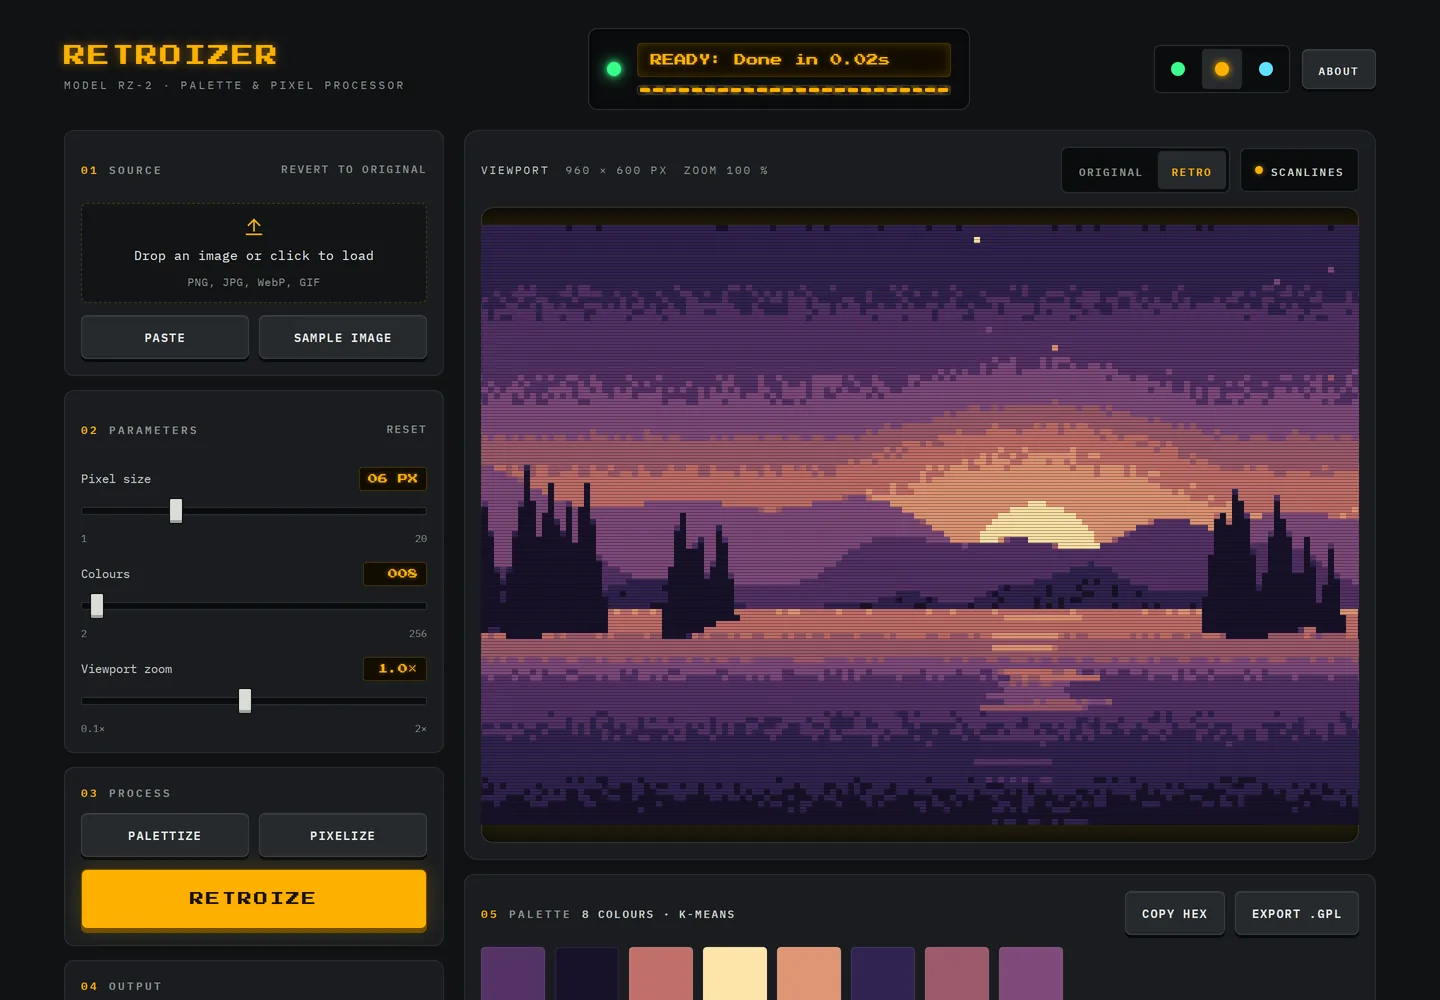 RETROIZER
MODEL RZ-2 · PALETTE & PIXEL PROCESSOR
READY: Done in 0.02s
ABOUT
01 SOURCE
REVERT TO ORIGINAL
Drop an image or click to load
PNG, JPG, WebP, GIF
PASTE
SAMPLE IMAGE
02 PARAMETERS
RESET
Pixel size
06 PX
1
20
Colours
008
2
256
Viewport zoom
1.0×
0.1×
2×
03 PROCESS
PALETTIZE
PIXELIZE
RETROIZE
04 OUTPUT
VIEWPORT 960 × 600 PX ZOOM 100 %
ORIGINAL
RETRO
SCANLINES
05 PALETTE 8 COLOURS · K-MEANS
COPY HEX
EXPORT .GPL